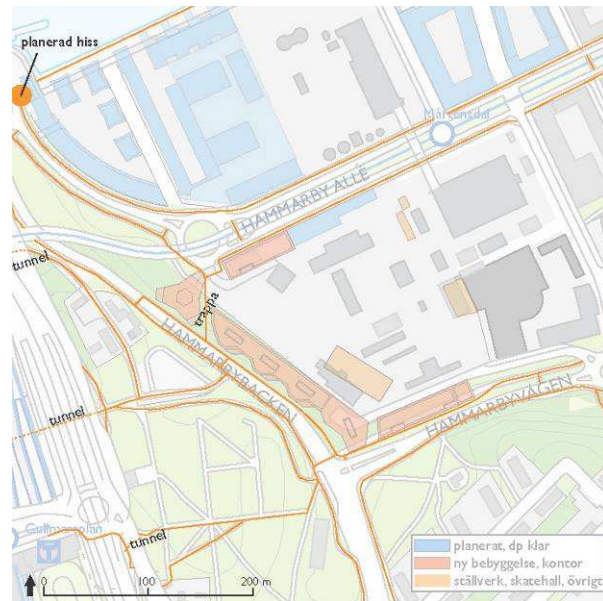 planerad hiss
Mårtensdal
HAMMARBY ALLÉ
tunnel
trappa
HAMMARBYBACKEN
HAMMARBYVÄGEN
tunnel
Gullmarsplan
T
tunnel
planerat, dp klar
ny bebyggelse, kontor
ställverk, skatehall, övrigt
0 100 200 m